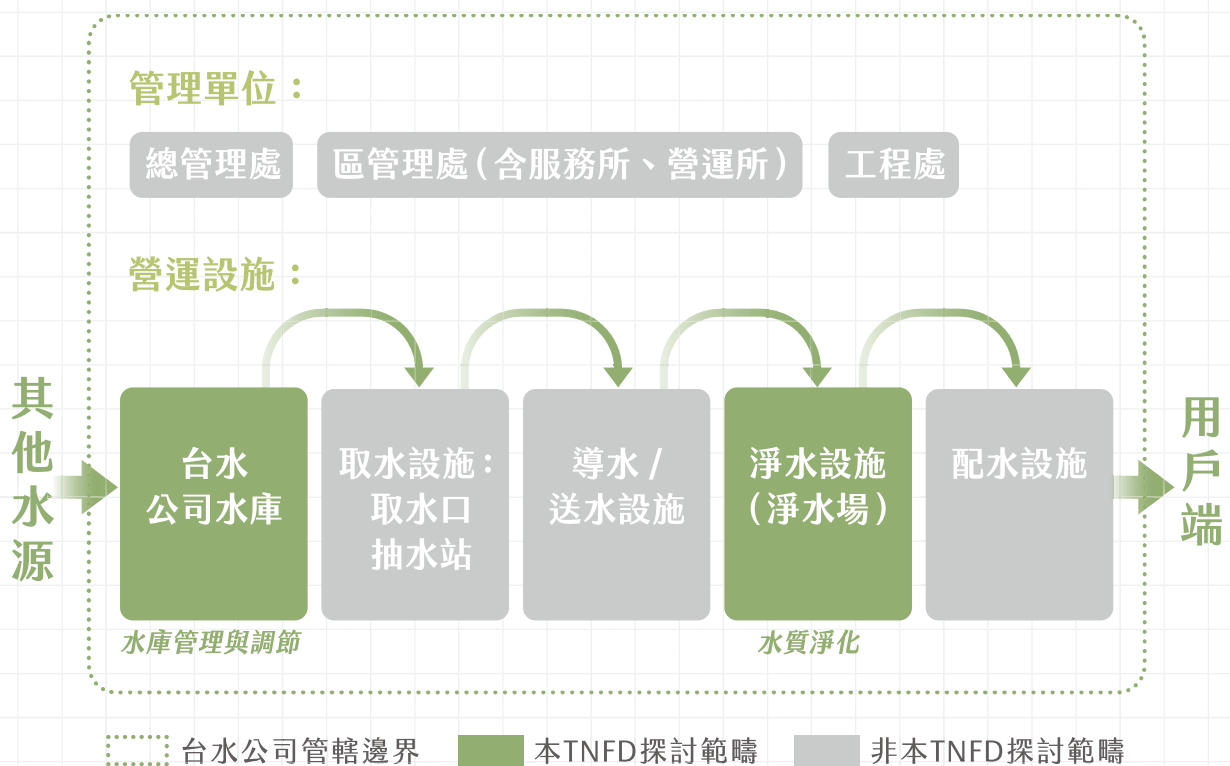 管理單位：
總管理處
區管理處（含服務所、營運所）
工程處
營運設施：
其他水源
台水
公司水庫
取水設施：
取水口
抽水站
導水 /
送水設施
淨水設施
（淨水場）
配水設施
用戶端
水庫管理與調節
水質淨化
台水公司管轄邊界
本TNFD探討範疇
非本TNFD探討範疇